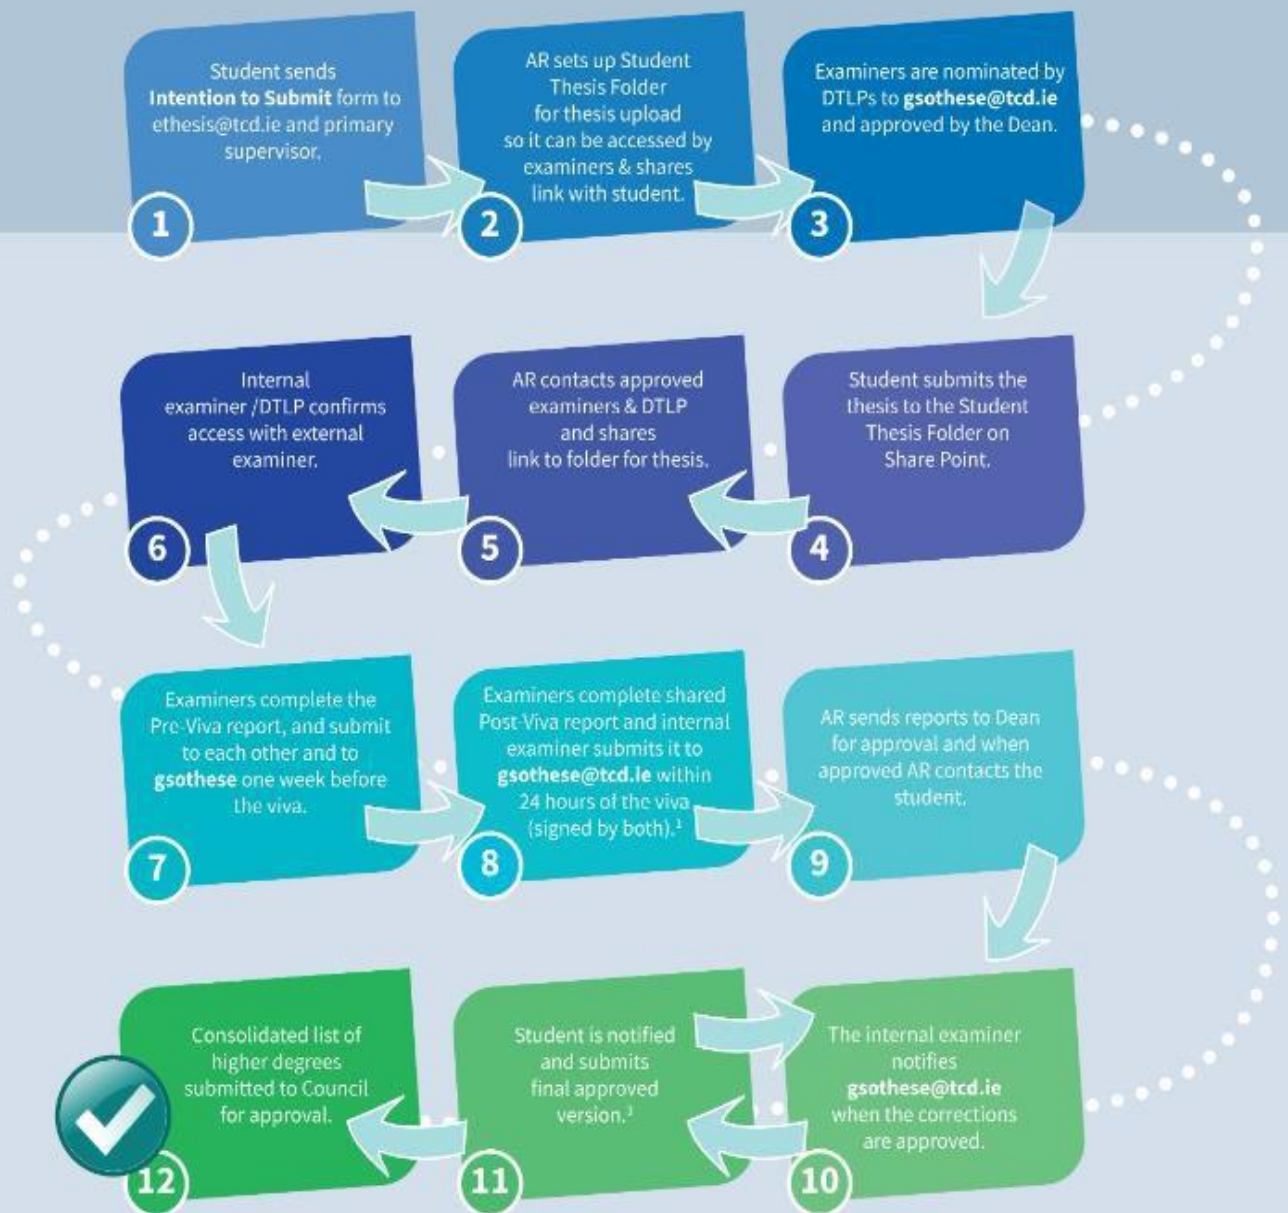 Student sends
Intention to Submit form to
ethesis@tcd.ie and primary
supervisor.
1
AR sets up Student
Thesis Folder
for thesis upload
so it can be accessed by
examiners & shares
link with student.
2
Examiners are nominated by
DTLPs to gsothese@tcd.ie
and approved by the Dean.
3
Student submits the
thesis to the Student
Thesis Folder on
Share Point.
4
AR contacts approved
examiners & DTLP
and shares
link to folder for thesis.
5
Internal
examiner /DTLP confirms
access with external
examiner.
6
Examiners complete the
Pre-Viva report, and submit
to each other and to
gsothese one week before
the viva.
7
Examiners complete shared
Post-Viva report and internal
examiner submits it to
gsothese@tcd.ie within
24 hours of the viva
(signed by both).¹
8
AR sends reports to Dean
for approval and when
approved AR contacts the
student.
9
The internal examiner
notifies
gsothese@tcd.ie
when the corrections
are approved.
10
Student is notified
and submits
final approved
version.³
11
Consolidated list of
higher degrees
submitted to Council
for approval.
12